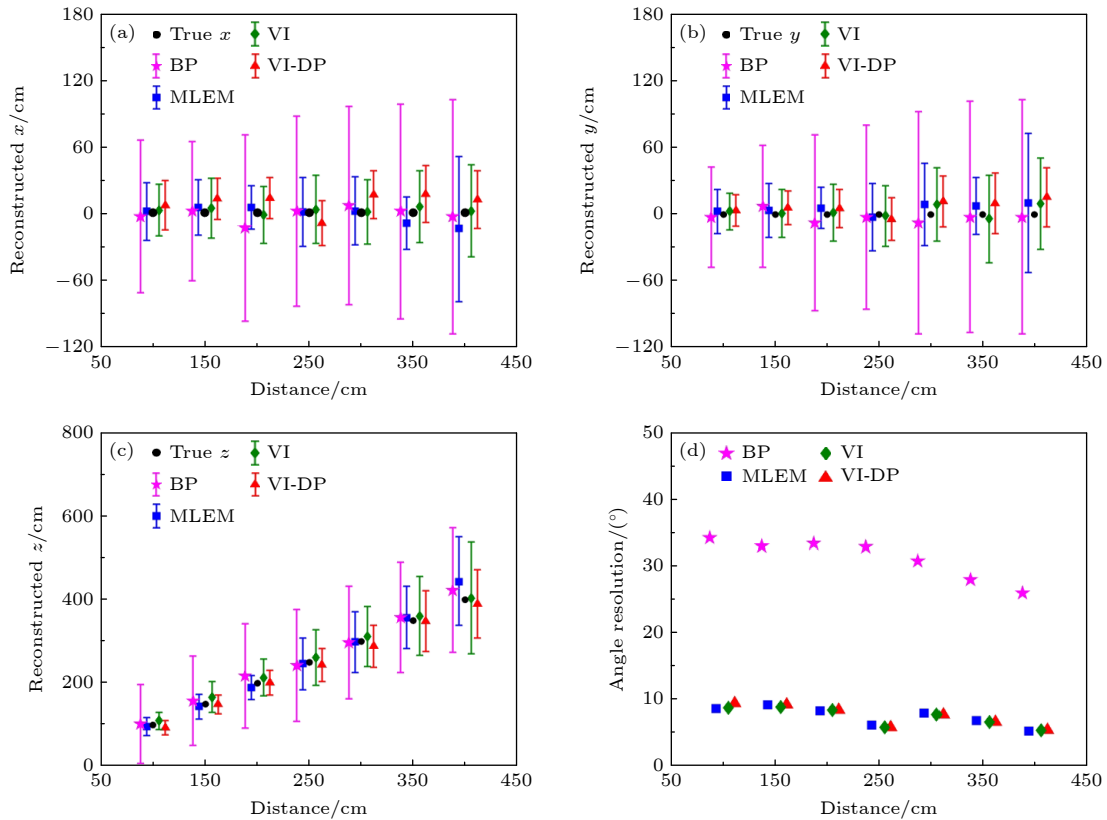 (a)
True x
VI
BP
VI-DP
MLEM
180
120
60
0
−60
−120
50
150
250
350
450
Reconstructed x/cm
Distance/cm
(b)
True y
VI
BP
VI-DP
MLEM
180
120
60
0
−60
−120
50
150
250
350
450
Reconstructed y/cm
Distance/cm
(c)
True z
VI
BP
VI-DP
MLEM
800
600
400
200
0
50
150
250
350
450
Reconstructed z/cm
Distance/cm
(d)
BP
VI
MLEM
VI-DP
50
40
30
20
10
0
50
150
250
350
450
Angle resolution/(°)
Distance/cm